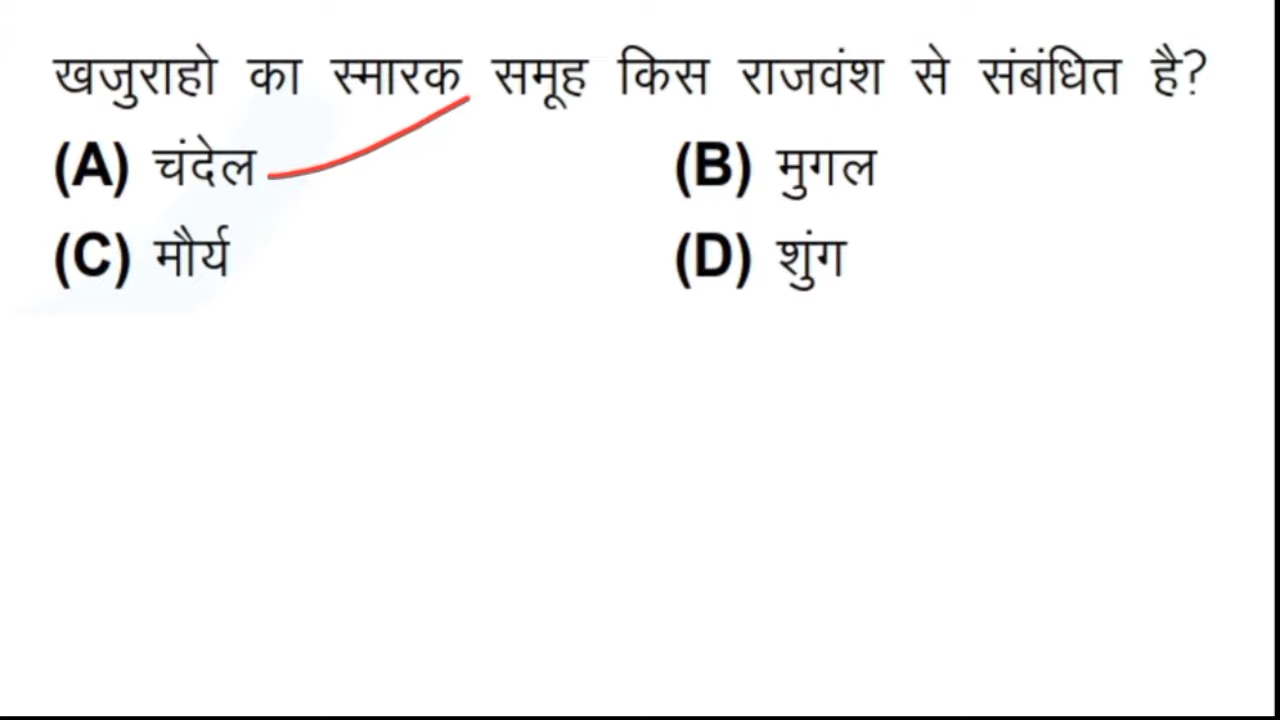 खजुराहो का स्मारक समूह किस राजवंश से संबंधित है?
(A) चंदेल (B) मुगल
(C) मौर्य (D) शुंग